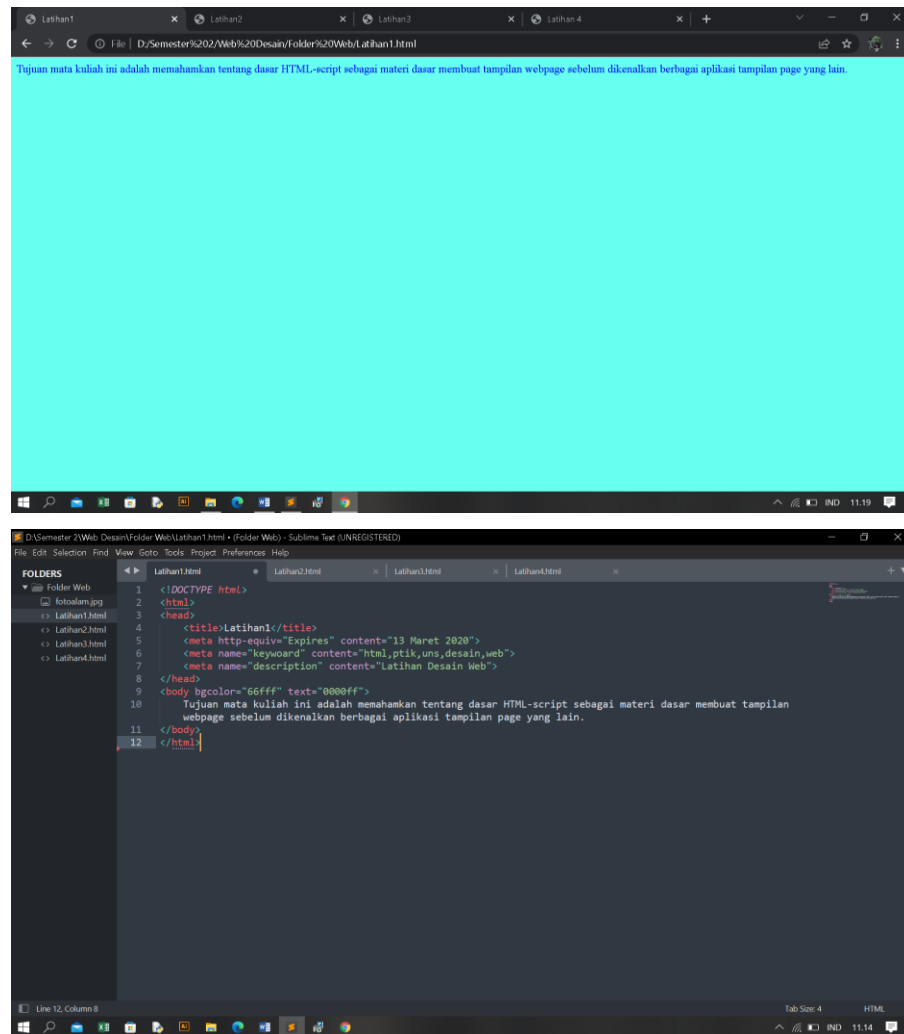 Latihan1 Latihan2 Latihan3 Latihan 4
File D:/Semester%202/Web%20Desain/Folder%20Web/Latihan1.html
Tujuan mata kuliah ini adalah memahamkan tentang dasar HTML-script sebagai materi dasar membuat tampilan webpage sebelum dikenalkan berbagai aplikasi tampilan page yang lain.
IND 11.19
D:\Semester 2\Web Desain\Folder Web\Latihan1.html • (Folder Web) - Sublime Text (UNREGISTERED)
File Edit Selection Find View Goto Tools Project Preferences Help
FOLDERS
Folder Web
fotoalam.jpg
Latihan1.html
Latihan2.html
Latihan3.html
Latihan4.html
Latihan1.html Latihan2.html Latihan3.html Latihan4.html
1 <!DOCTYPE html>
2 <html>
3 <head>
4 <title>Latihan1</title>
5 <meta http-equiv="Expires" content="13 Maret 2020">
6 <meta name="keywoard" content="html,ptik,uns,desain,web">
7 <meta name="description" content="Latihan Desain Web">
8 </head>
9 <body bgcolor="66fff" text="0000ff">
10 Tujuan mata kuliah ini adalah memahamkan tentang dasar HTML-script sebagai materi dasar membuat tampilan
webpage sebelum dikenalkan berbagai aplikasi tampilan page yang lain.
11 </body>
12 </html>
Line 12, Column 8 Tab Size: 4 HTML
IND 11.14